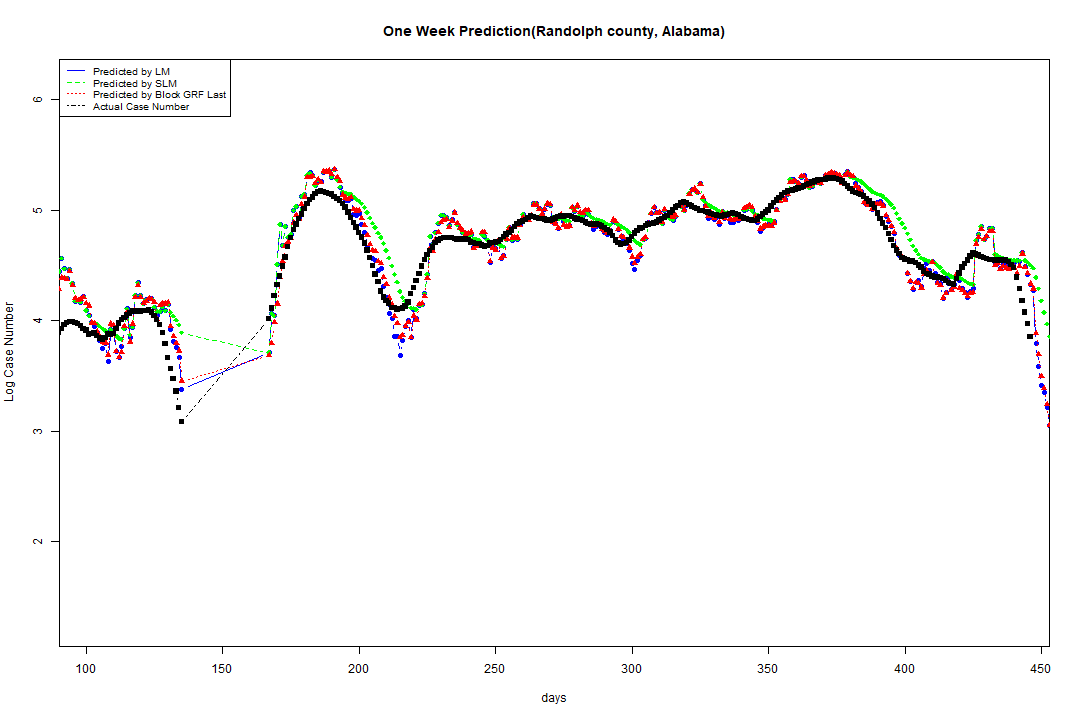 One Week Prediction(Randolph county, Alabama)
Predicted by LM
Predicted by SLM
Predicted by Block GRF Last
Actual Case Number
6
5
4
3
2
Log Case Number
100 150 200 250 300 350 400 450
days